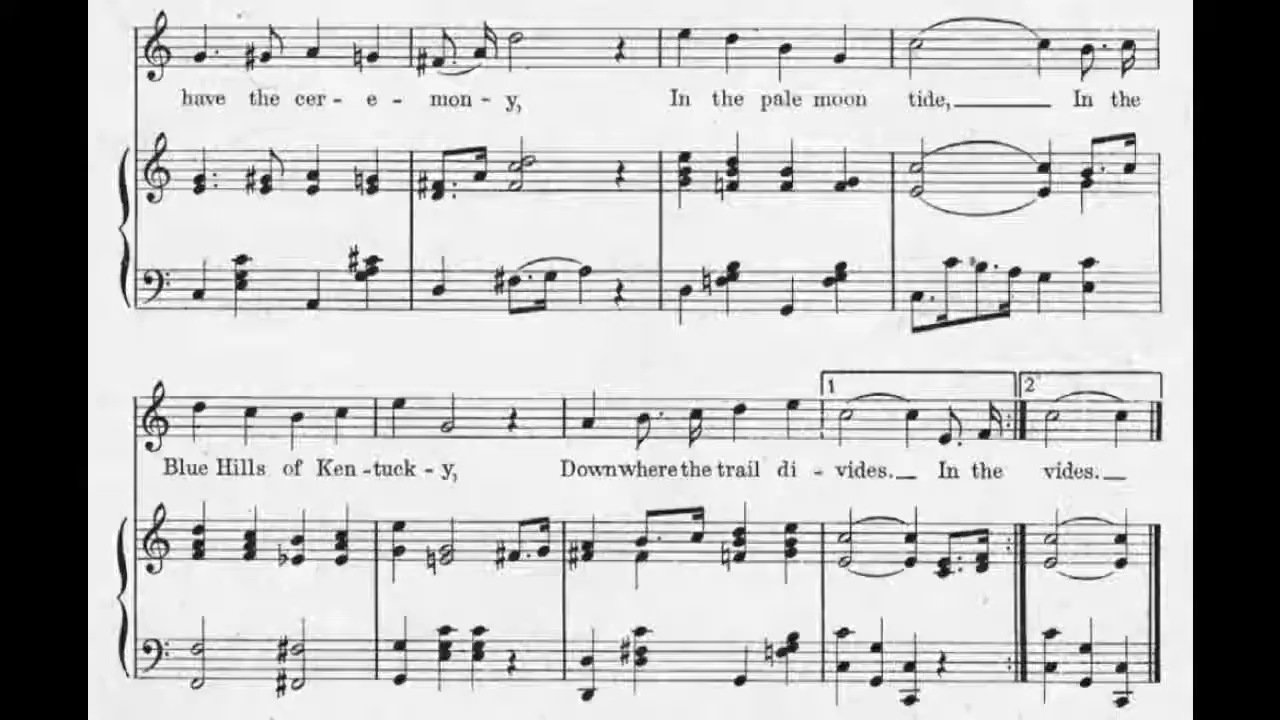 have the cer - e - mon - y, In the pale moon tide, In the
1 2
Blue Hills of Ken - tuck - y, Down where the trail di - vides. In the vides.